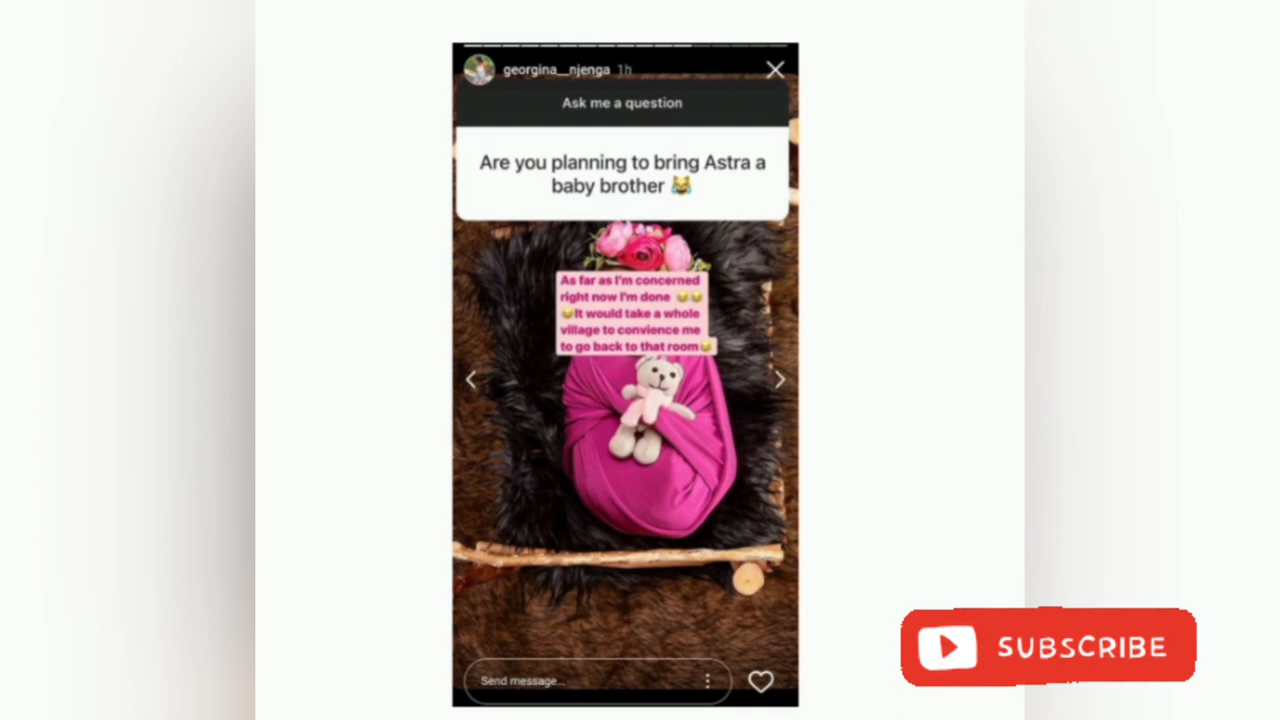 georgina__njenga 1h
Ask me a question
Are you planning to bring Astra a
baby brother 😹
As far as I'm concerned
right now I'm done 😂😂
😂It would take a whole
village to convience me
to go back to that room😂
Send message...
SUBSCRIBE